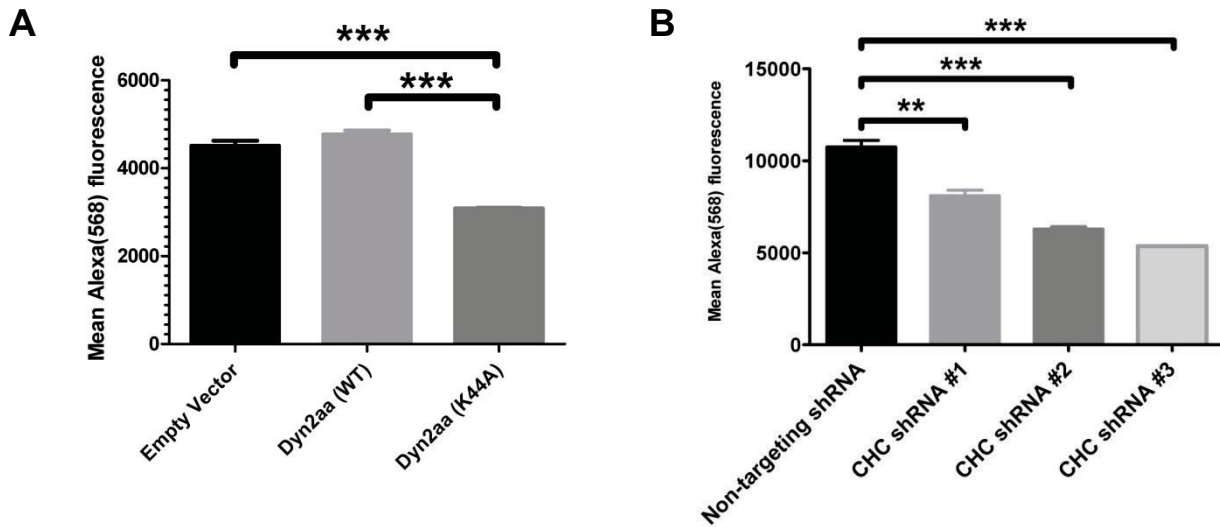 A
***
***
Mean Alexa(568) fluorescence
6000
4000
2000
0
Empty Vector
Dyn2aa (WT)
Dyn2aa (K44A)
B
***
***
**
Mean Alexa(568) fluorescence
15000
10000
5000
0
Non-targeting shRNA
CHC shRNA #1
CHC shRNA #2
CHC shRNA #3